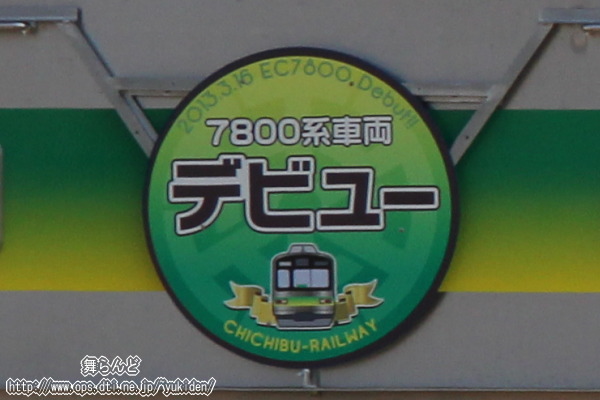 2013.3.16 EC7800 Debut!!
7800系車両
デビュー
CHICHIBU-RAILWAY
舞らんど
http://www.ops.dti.ne.jp/~yukiden/